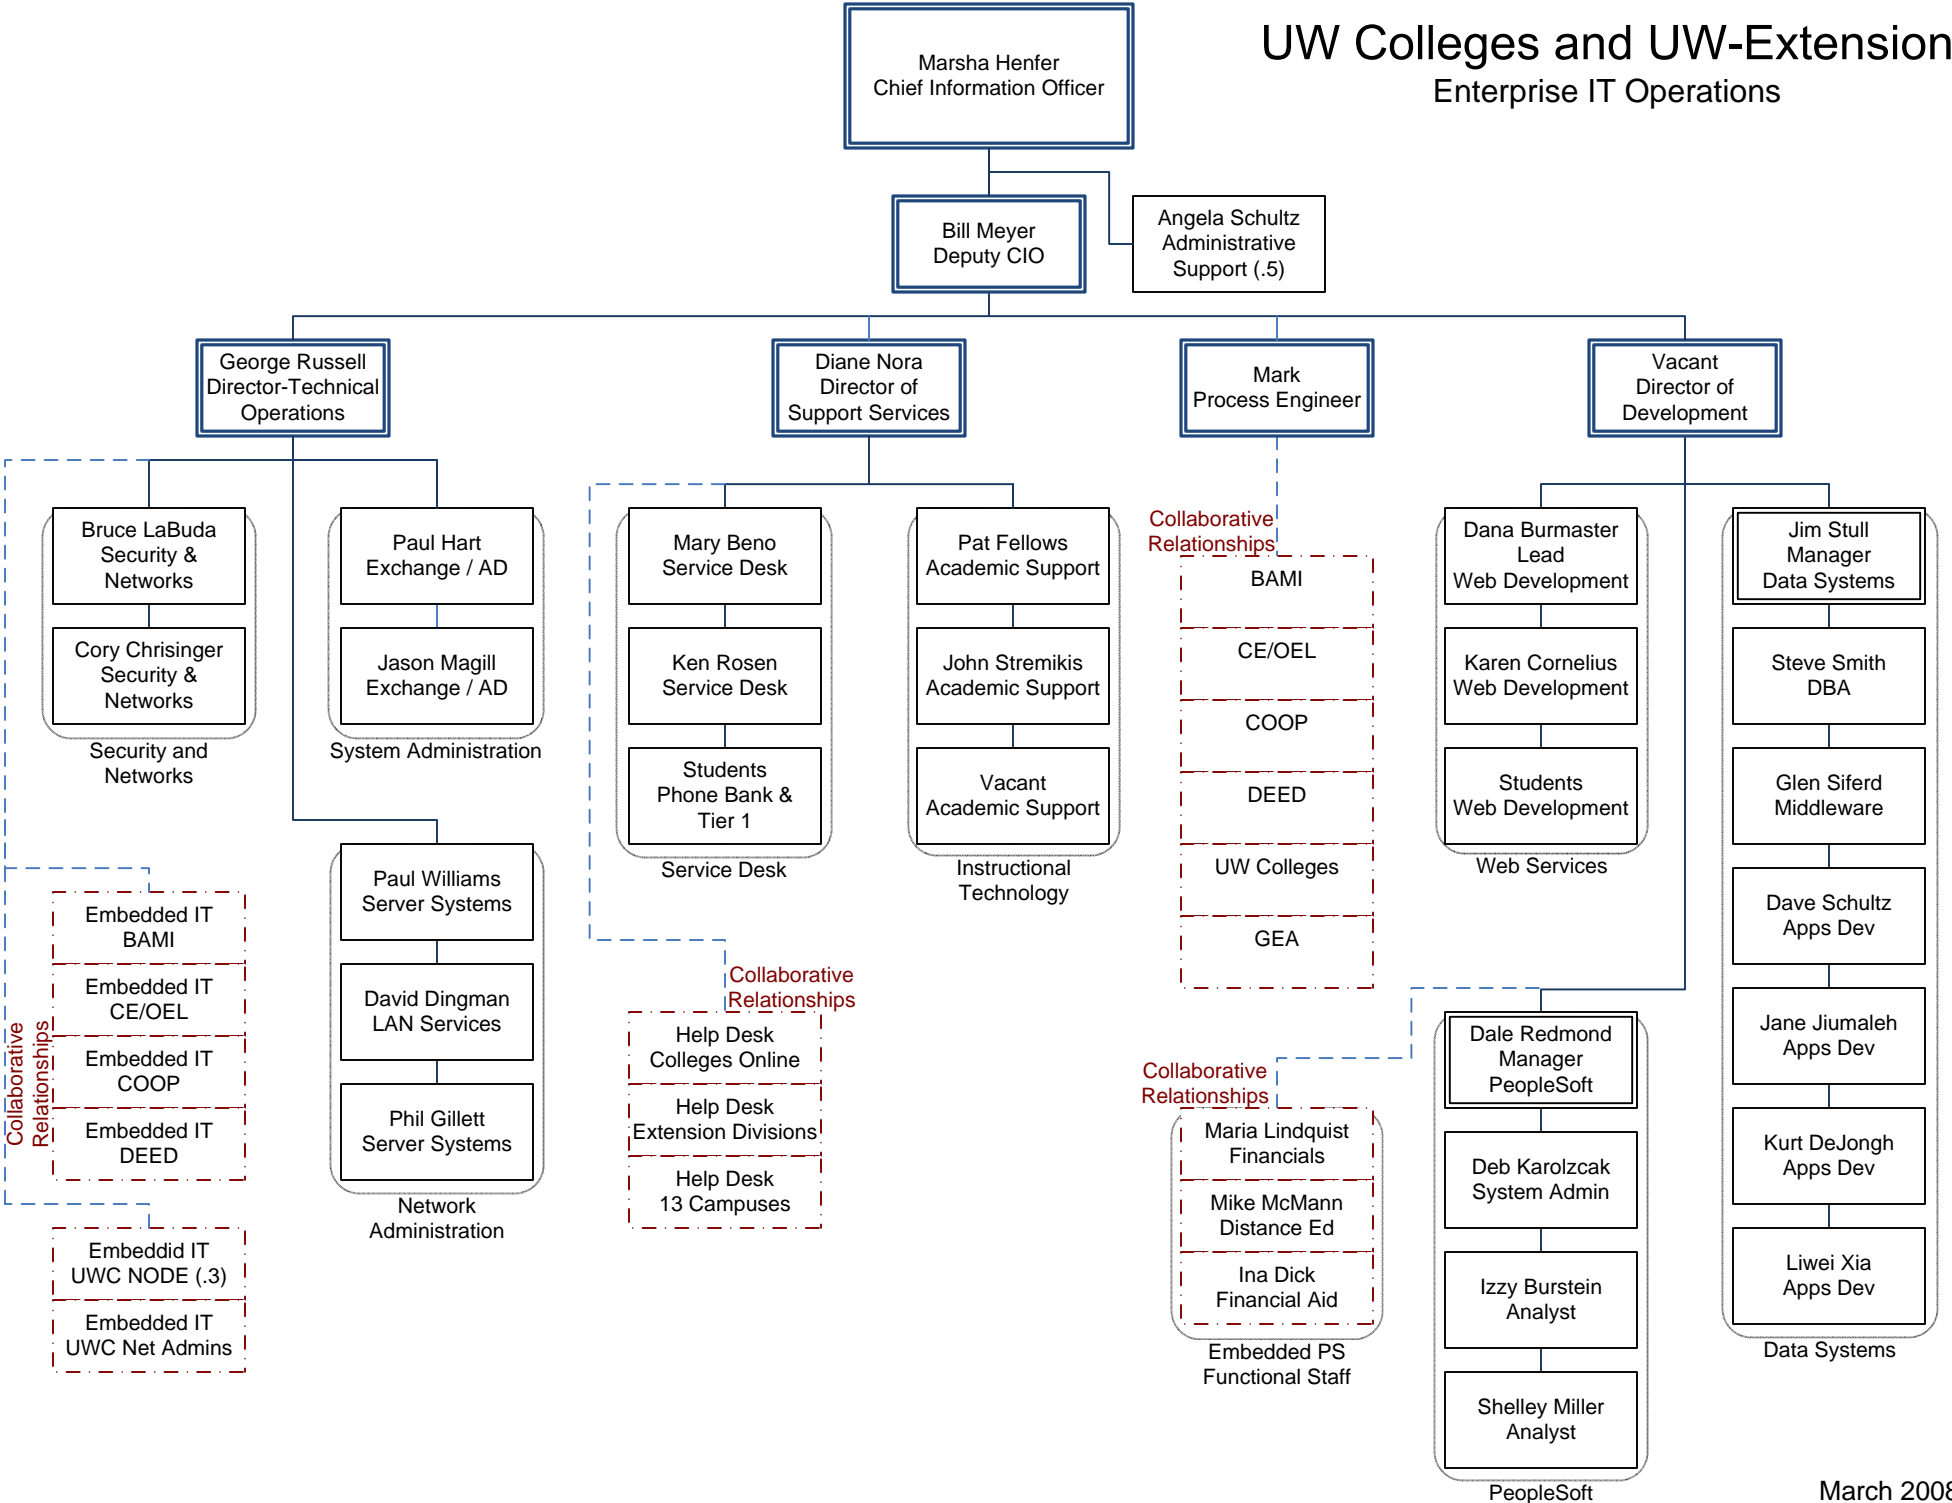 UW Colleges and UW-Extension
Enterprise IT Operations
Marsha Henfer
Chief Information Officer
Bill Meyer
Deputy CIO
Angela Schultz
Administrative
Support (.5)
George Russell
Director-Technical
Operations
Diane Nora
Director of
Support Services
Mark
Process Engineer
Vacant
Director of
Development
Bruce LaBuda
Security &
Networks
Cory Chrisinger
Security &
Networks
Security and
Networks
Paul Hart
Exchange / AD
Jason Magill
Exchange / AD
System Administration
Paul Williams
Server Systems
David Dingman
LAN Services
Phil Gillett
Server Systems
Network
Administration
Collaborative
Relationships
Embedded IT
BAMI
Embedded IT
CE/OEL
Embedded IT
COOP
Embedded IT
DEED
Embeddid IT
UWC NODE (.3)
Embedded IT
UWC Net Admins
Mary Beno
Service Desk
Ken Rosen
Service Desk
Students
Phone Bank &
Tier 1
Service Desk
Pat Fellows
Academic Support
John Stremikis
Academic Support
Vacant
Academic Support
Instructional
Technology
Collaborative
Relationships
Help Desk
Colleges Online
Help Desk
Extension Divisions
Help Desk
13 Campuses
Collaborative
Relationships
BAMI
CE/OEL
COOP
DEED
UW Colleges
GEA
Dana Burmaster
Lead
Web Development
Karen Cornelius
Web Development
Students
Web Development
Web Services
Jim Stull
Manager
Data Systems
Steve Smith
DBA
Glen Siferd
Middleware
Dave Schultz
Apps Dev
Jane Jiumaleh
Apps Dev
Kurt DeJongh
Apps Dev
Liwei Xia
Apps Dev
Data Systems
Collaborative
Relationships
Maria Lindquist
Financials
Mike McMann
Distance Ed
Ina Dick
Financial Aid
Embedded PS
Functional Staff
Dale Redmond
Manager
PeopleSoft
Deb Karolzcak
System Admin
Izzy Burstein
Analyst
Shelley Miller
Analyst
PeopleSoft
March 2008